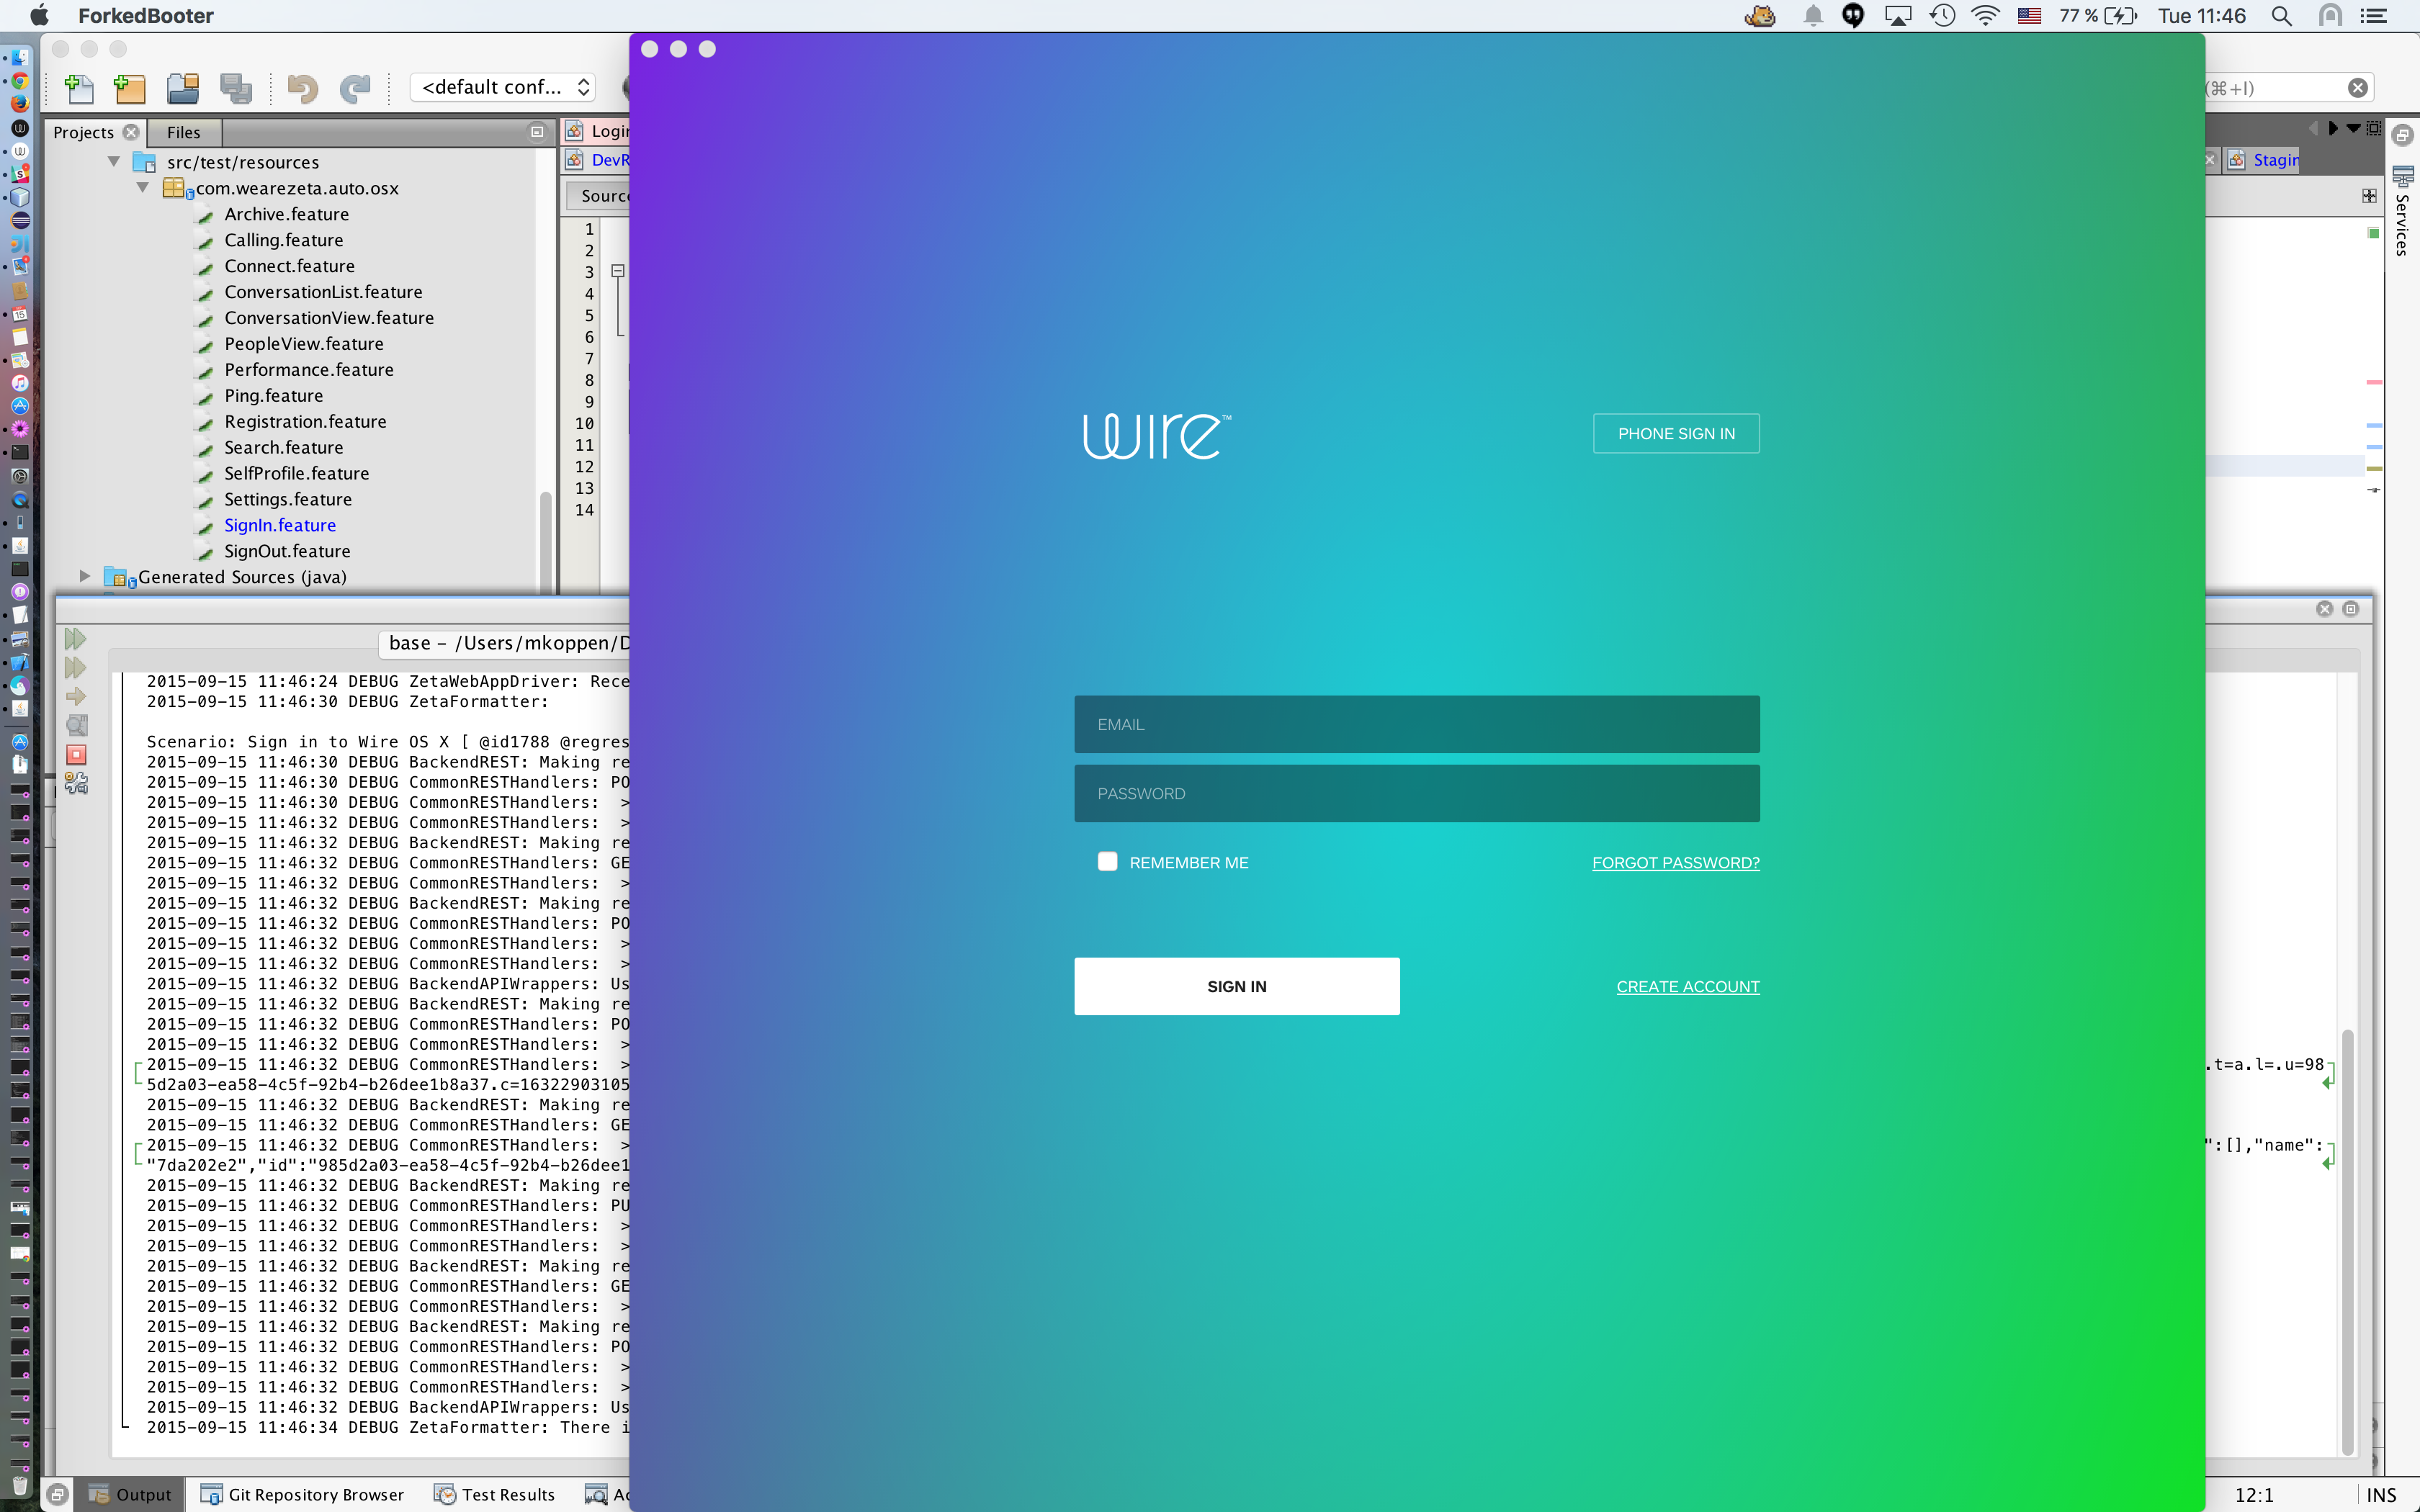 ForkedBooter
77 %
Tue 11:46
<default conf...
(⌘+I)
Projects
Files
Login
DevR
Stagin
Source
Services
src/test/resources
com.wearezeta.auto.osx
Archive.feature
Calling.feature
Connect.feature
ConversationList.feature
ConversationView.feature
PeopleView.feature
Performance.feature
Ping.feature
Registration.feature
Search.feature
SelfProfile.feature
Settings.feature
SignIn.feature
SignOut.feature
Generated Sources (java)
1
2
3
4
5
6
7
8
9
10
11
12
13
14
base - /Users/mkoppen/D
2015-09-15 11:46:24 DEBUG ZetaWebAppDriver: Rece
2015-09-15 11:46:30 DEBUG ZetaFormatter:
Scenario: Sign in to Wire OS X [ @id1788 @regres
2015-09-15 11:46:30 DEBUG BackendREST: Making re
2015-09-15 11:46:30 DEBUG CommonRESTHandlers: PO
2015-09-15 11:46:30 DEBUG CommonRESTHandlers:  >
2015-09-15 11:46:32 DEBUG CommonRESTHandlers:  >
2015-09-15 11:46:32 DEBUG BackendREST: Making re
2015-09-15 11:46:32 DEBUG CommonRESTHandlers: GE
2015-09-15 11:46:32 DEBUG CommonRESTHandlers:  >
2015-09-15 11:46:32 DEBUG BackendREST: Making re
2015-09-15 11:46:32 DEBUG CommonRESTHandlers: PO
2015-09-15 11:46:32 DEBUG CommonRESTHandlers:  >
2015-09-15 11:46:32 DEBUG CommonRESTHandlers:  >
2015-09-15 11:46:32 DEBUG BackendAPIWrappers: Us
2015-09-15 11:46:32 DEBUG BackendREST: Making re
2015-09-15 11:46:32 DEBUG CommonRESTHandlers: PO
2015-09-15 11:46:32 DEBUG CommonRESTHandlers:  >
2015-09-15 11:46:32 DEBUG CommonRESTHandlers:  > .t=a.l=.u=98
5d2a03-ea58-4c5f-92b4-b26dee1b8a37.c=16322903105
2015-09-15 11:46:32 DEBUG BackendREST: Making re
2015-09-15 11:46:32 DEBUG CommonRESTHandlers: GE
2015-09-15 11:46:32 DEBUG CommonRESTHandlers:  > ":[],"name":
"7da202e2","id":"985d2a03-ea58-4c5f-92b4-b26dee1
2015-09-15 11:46:32 DEBUG BackendREST: Making re
2015-09-15 11:46:32 DEBUG CommonRESTHandlers: PU
2015-09-15 11:46:32 DEBUG CommonRESTHandlers:  >
2015-09-15 11:46:32 DEBUG CommonRESTHandlers:  >
2015-09-15 11:46:32 DEBUG BackendREST: Making re
2015-09-15 11:46:32 DEBUG CommonRESTHandlers: GE
2015-09-15 11:46:32 DEBUG CommonRESTHandlers:  >
2015-09-15 11:46:32 DEBUG BackendREST: Making re
2015-09-15 11:46:32 DEBUG CommonRESTHandlers: PO
2015-09-15 11:46:32 DEBUG CommonRESTHandlers:  >
2015-09-15 11:46:32 DEBUG CommonRESTHandlers:  >
2015-09-15 11:46:32 DEBUG BackendAPIWrappers: Us
2015-09-15 11:46:34 DEBUG ZetaFormatter: There i
wire™
PHONE SIGN IN
EMAIL
PASSWORD
REMEMBER ME
FORGOT PASSWORD?
SIGN IN
CREATE ACCOUNT
Output
Git Repository Browser
Test Results
12:1
INS